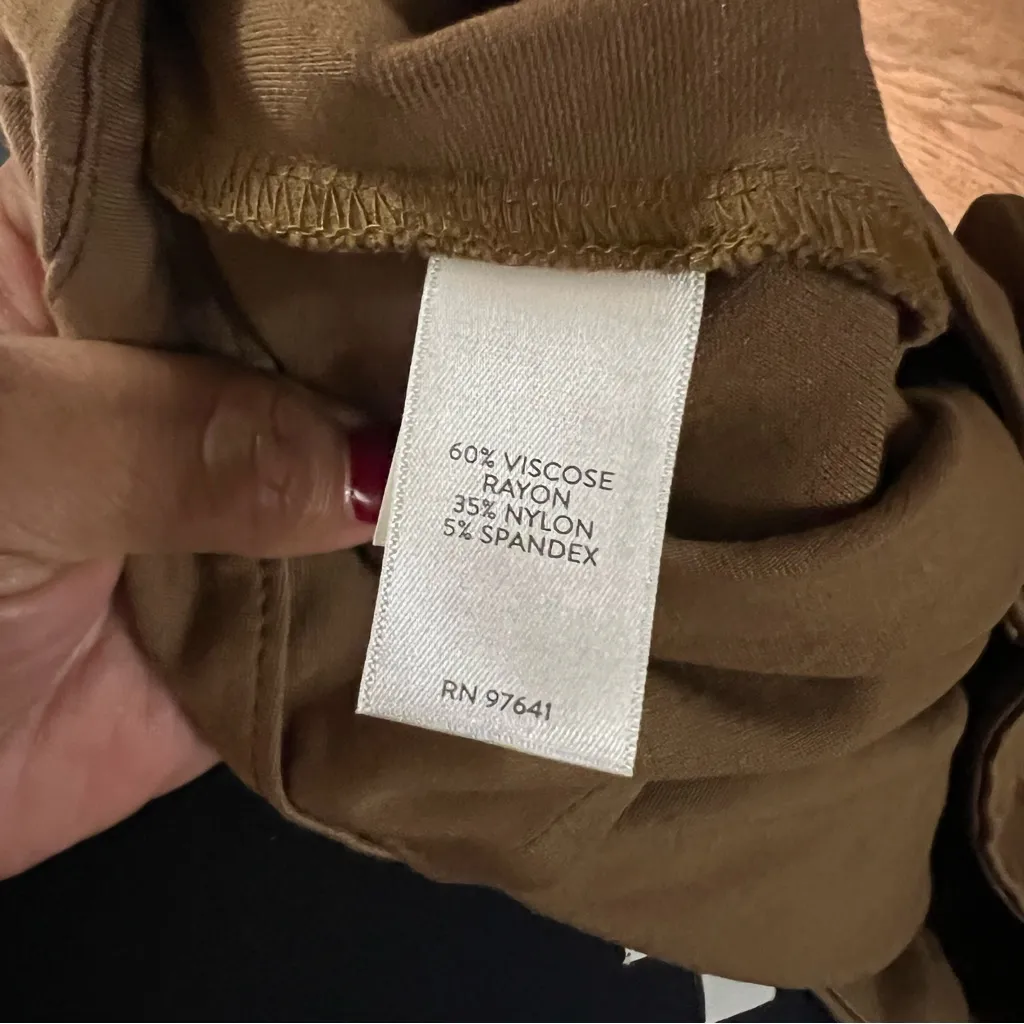 60% VISCOSE
RAYON
35% NYLON
5% SPANDEX
RN 97641